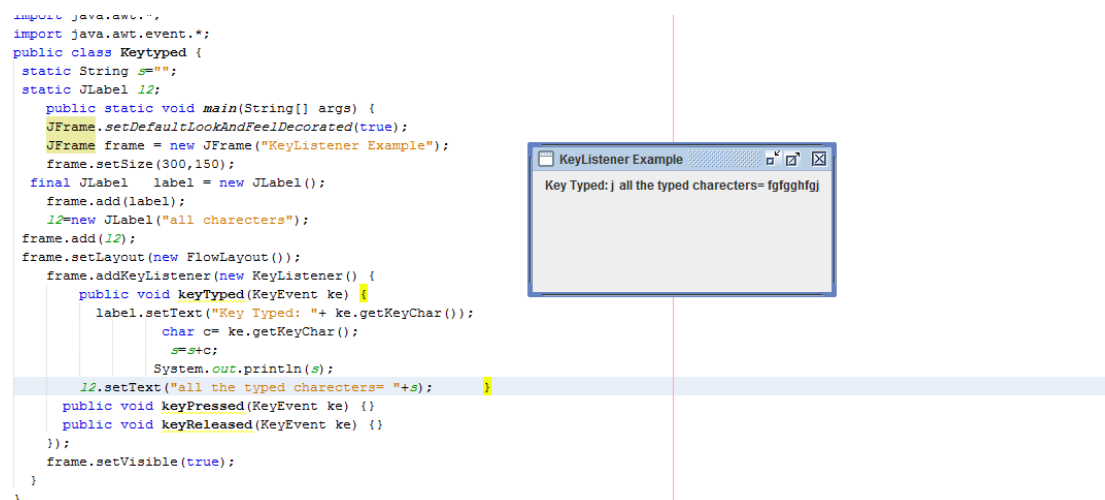 import java.awt.*;
import java.awt.event.*;
public class Keytyped {
static String s="";
static JLabel l2;
public static void main(String[] args) {
JFrame.setDefaultLookAndFeelDecorated(true);
JFrame frame = new JFrame("KeyListener Example");
frame.setSize(300,150);
final JLabel   label = new JLabel();
frame.add(label);
l2=new JLabel("all charecters");
frame.add(l2);
frame.setLayout(new FlowLayout());
frame.addKeyListener(new KeyListener() {
public void keyTyped(KeyEvent ke) {
label.setText("Key Typed: "+ ke.getKeyChar());
char c= ke.getKeyChar();
s=s+c;
System.out.println(s);
l2.setText("all the typed charecters= "+s);      }
public void keyPressed(KeyEvent ke) {}
public void keyReleased(KeyEvent ke) {}
});
frame.setVisible(true);
}
}
KeyListener Example
Key Typed: j all the typed charecters= fgfgghfgj